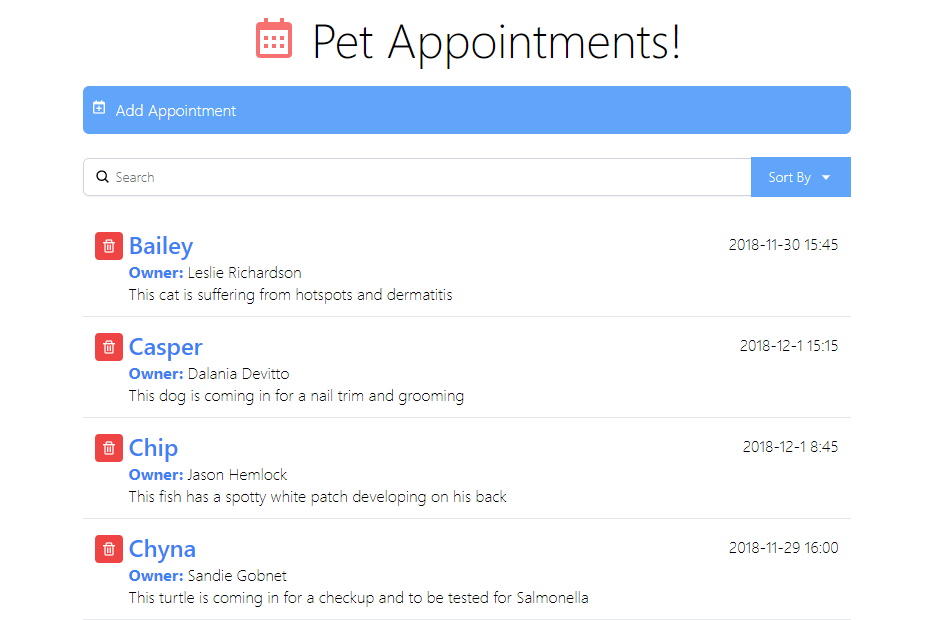 Pet Appointments!
Add Appointment
Search
Sort By
Bailey 2018-11-30 15:45
Owner: Leslie Richardson
This cat is suffering from hotspots and dermatitis
Casper 2018-12-1 15:15
Owner: Dalania Devitto
This dog is coming in for a nail trim and grooming
Chip 2018-12-1 8:45
Owner: Jason Hemlock
This fish has a spotty white patch developing on his back
Chyna 2018-11-29 16:00
Owner: Sandie Gobnet
This turtle is coming in for a checkup and to be tested for Salmonella